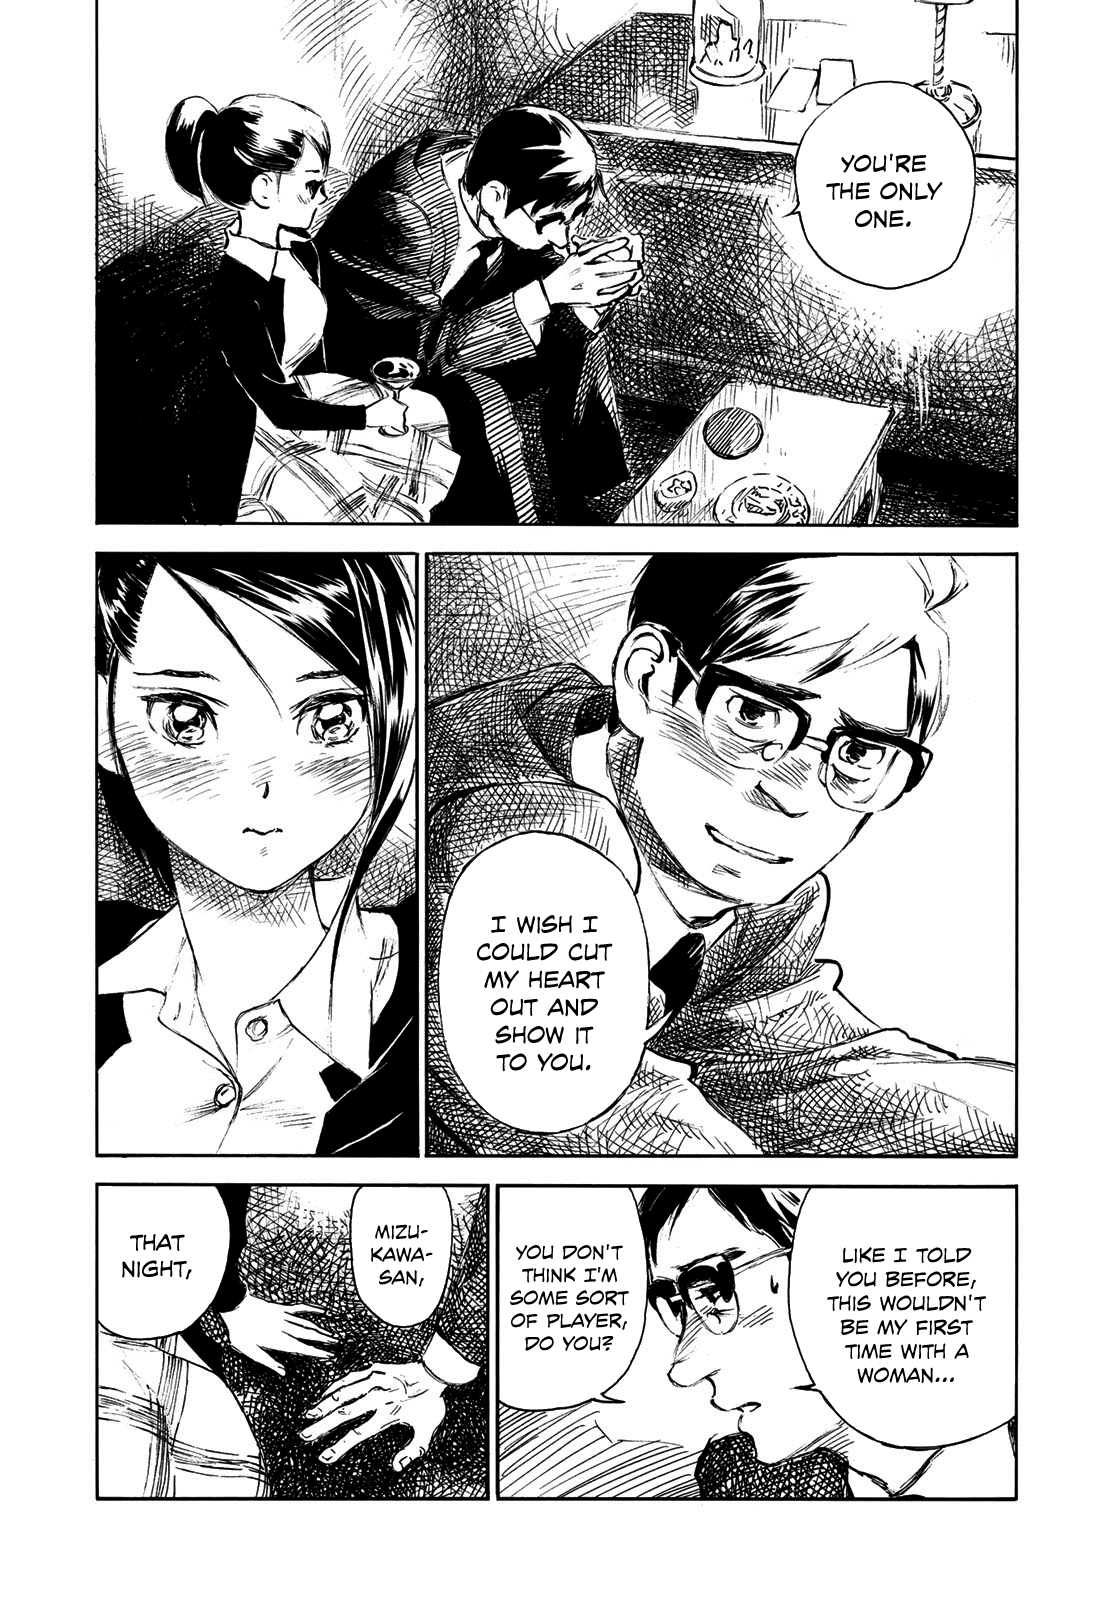 YOU'RE
THE ONLY
ONE.
I WISH I
COULD CUT
MY HEART
OUT AND
SHOW IT
TO YOU.
LIKE I TOLD
YOU BEFORE,
THIS WOULDN'T
BE MY FIRST
TIME WITH A
WOMAN...
YOU DON'T
THINK I'M
SOME SORT
OF PLAYER,
DO YOU?
MIZU-
KAWA-
SAN,
THAT
NIGHT,